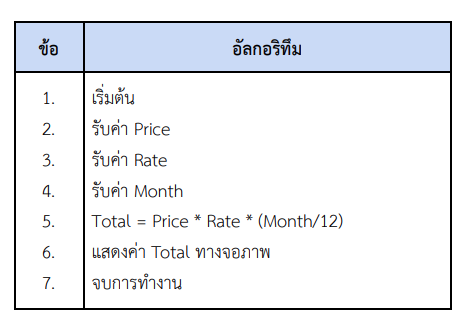 ข้อ อัลกอริทึม
1. เริ่มต้น
2. รับค่า Price
3. รับค่า Rate
4. รับค่า Month
5. Total = Price * Rate * (Month/12)
6. แสดงค่า Total ทางจอภาพ
7. จบการทำงาน